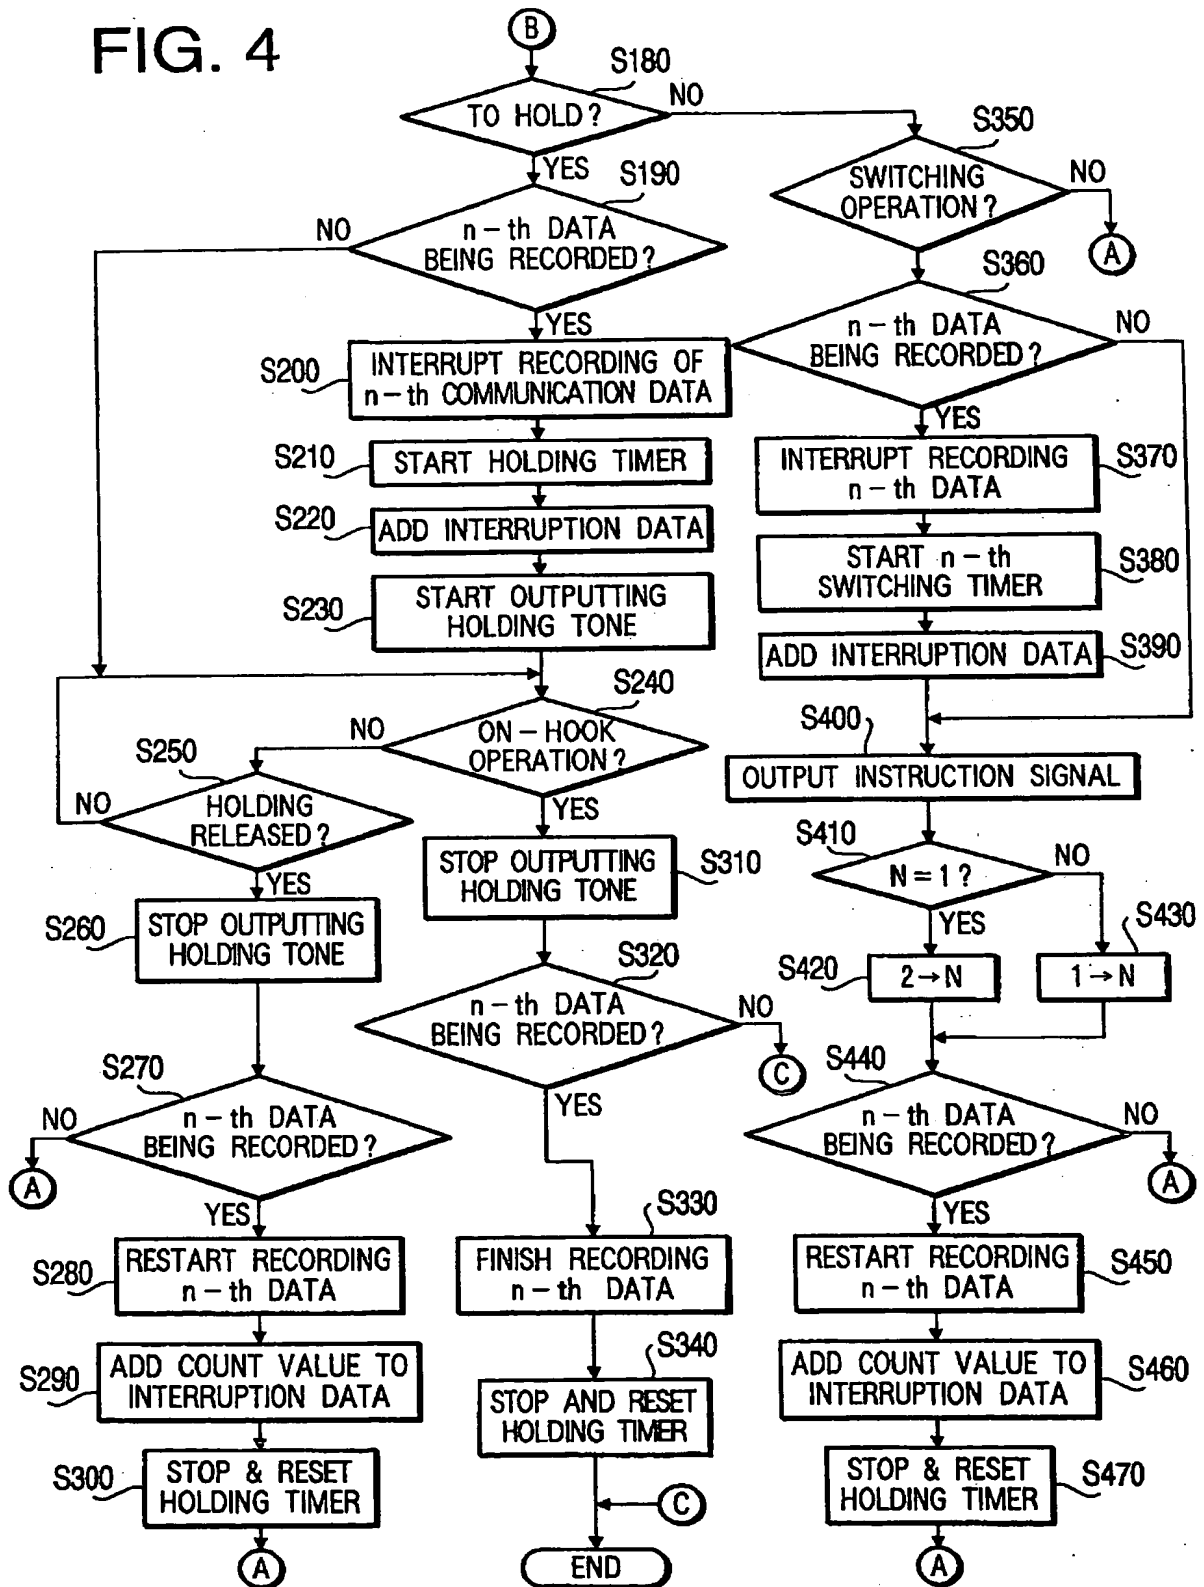 FIG. 4
B
S180
TO HOLD?
NO
YES
S350
SWITCHING
OPERATION?
NO
A
S190
n-th DATA
BEING RECORDED?
NO
YES
S360
n-th DATA
BEING RECORDED?
NO
YES
S200
INTERRUPT RECORDING OF
n-th COMMUNICATION DATA
S210
START HOLDING TIMER
S220
ADD INTERRUPTION DATA
S230
START OUTPUTTING
HOLDING TONE
INTERRUPT RECORDING
n-th DATA
S370
START n-th
SWITCHING TIMER
S380
ADD INTERRUPTION DATA
S390
S240
ON-HOOK
OPERATION?
NO
YES
S250
HOLDING
RELEASED?
NO
YES
S400
OUTPUT INSTRUCTION SIGNAL
S410
N=1?
NO
YES
S260
STOP OUTPUTTING
HOLDING TONE
STOP OUTPUTTING
HOLDING TONE
S310
S420
2→N
S430
1→N
S320
n-th DATA
BEING RECORDED?
NO
C
YES
S270
n-th DATA
BEING RECORDED?
NO
A
YES
S440
n-th DATA
BEING RECORDED?
NO
A
YES
S280
RESTART RECORDING
n-th DATA
S330
FINISH RECORDING
n-th DATA
RESTART RECORDING
n-th DATA
S450
S290
ADD COUNT VALUE TO
INTERRUPTION DATA
S340
STOP AND RESET
HOLDING TIMER
ADD COUNT VALUE TO
INTERRUPTION DATA
S460
S300
STOP & RESET
HOLDING TIMER
A
C
END
STOP & RESET
HOLDING TIMER
S470
A